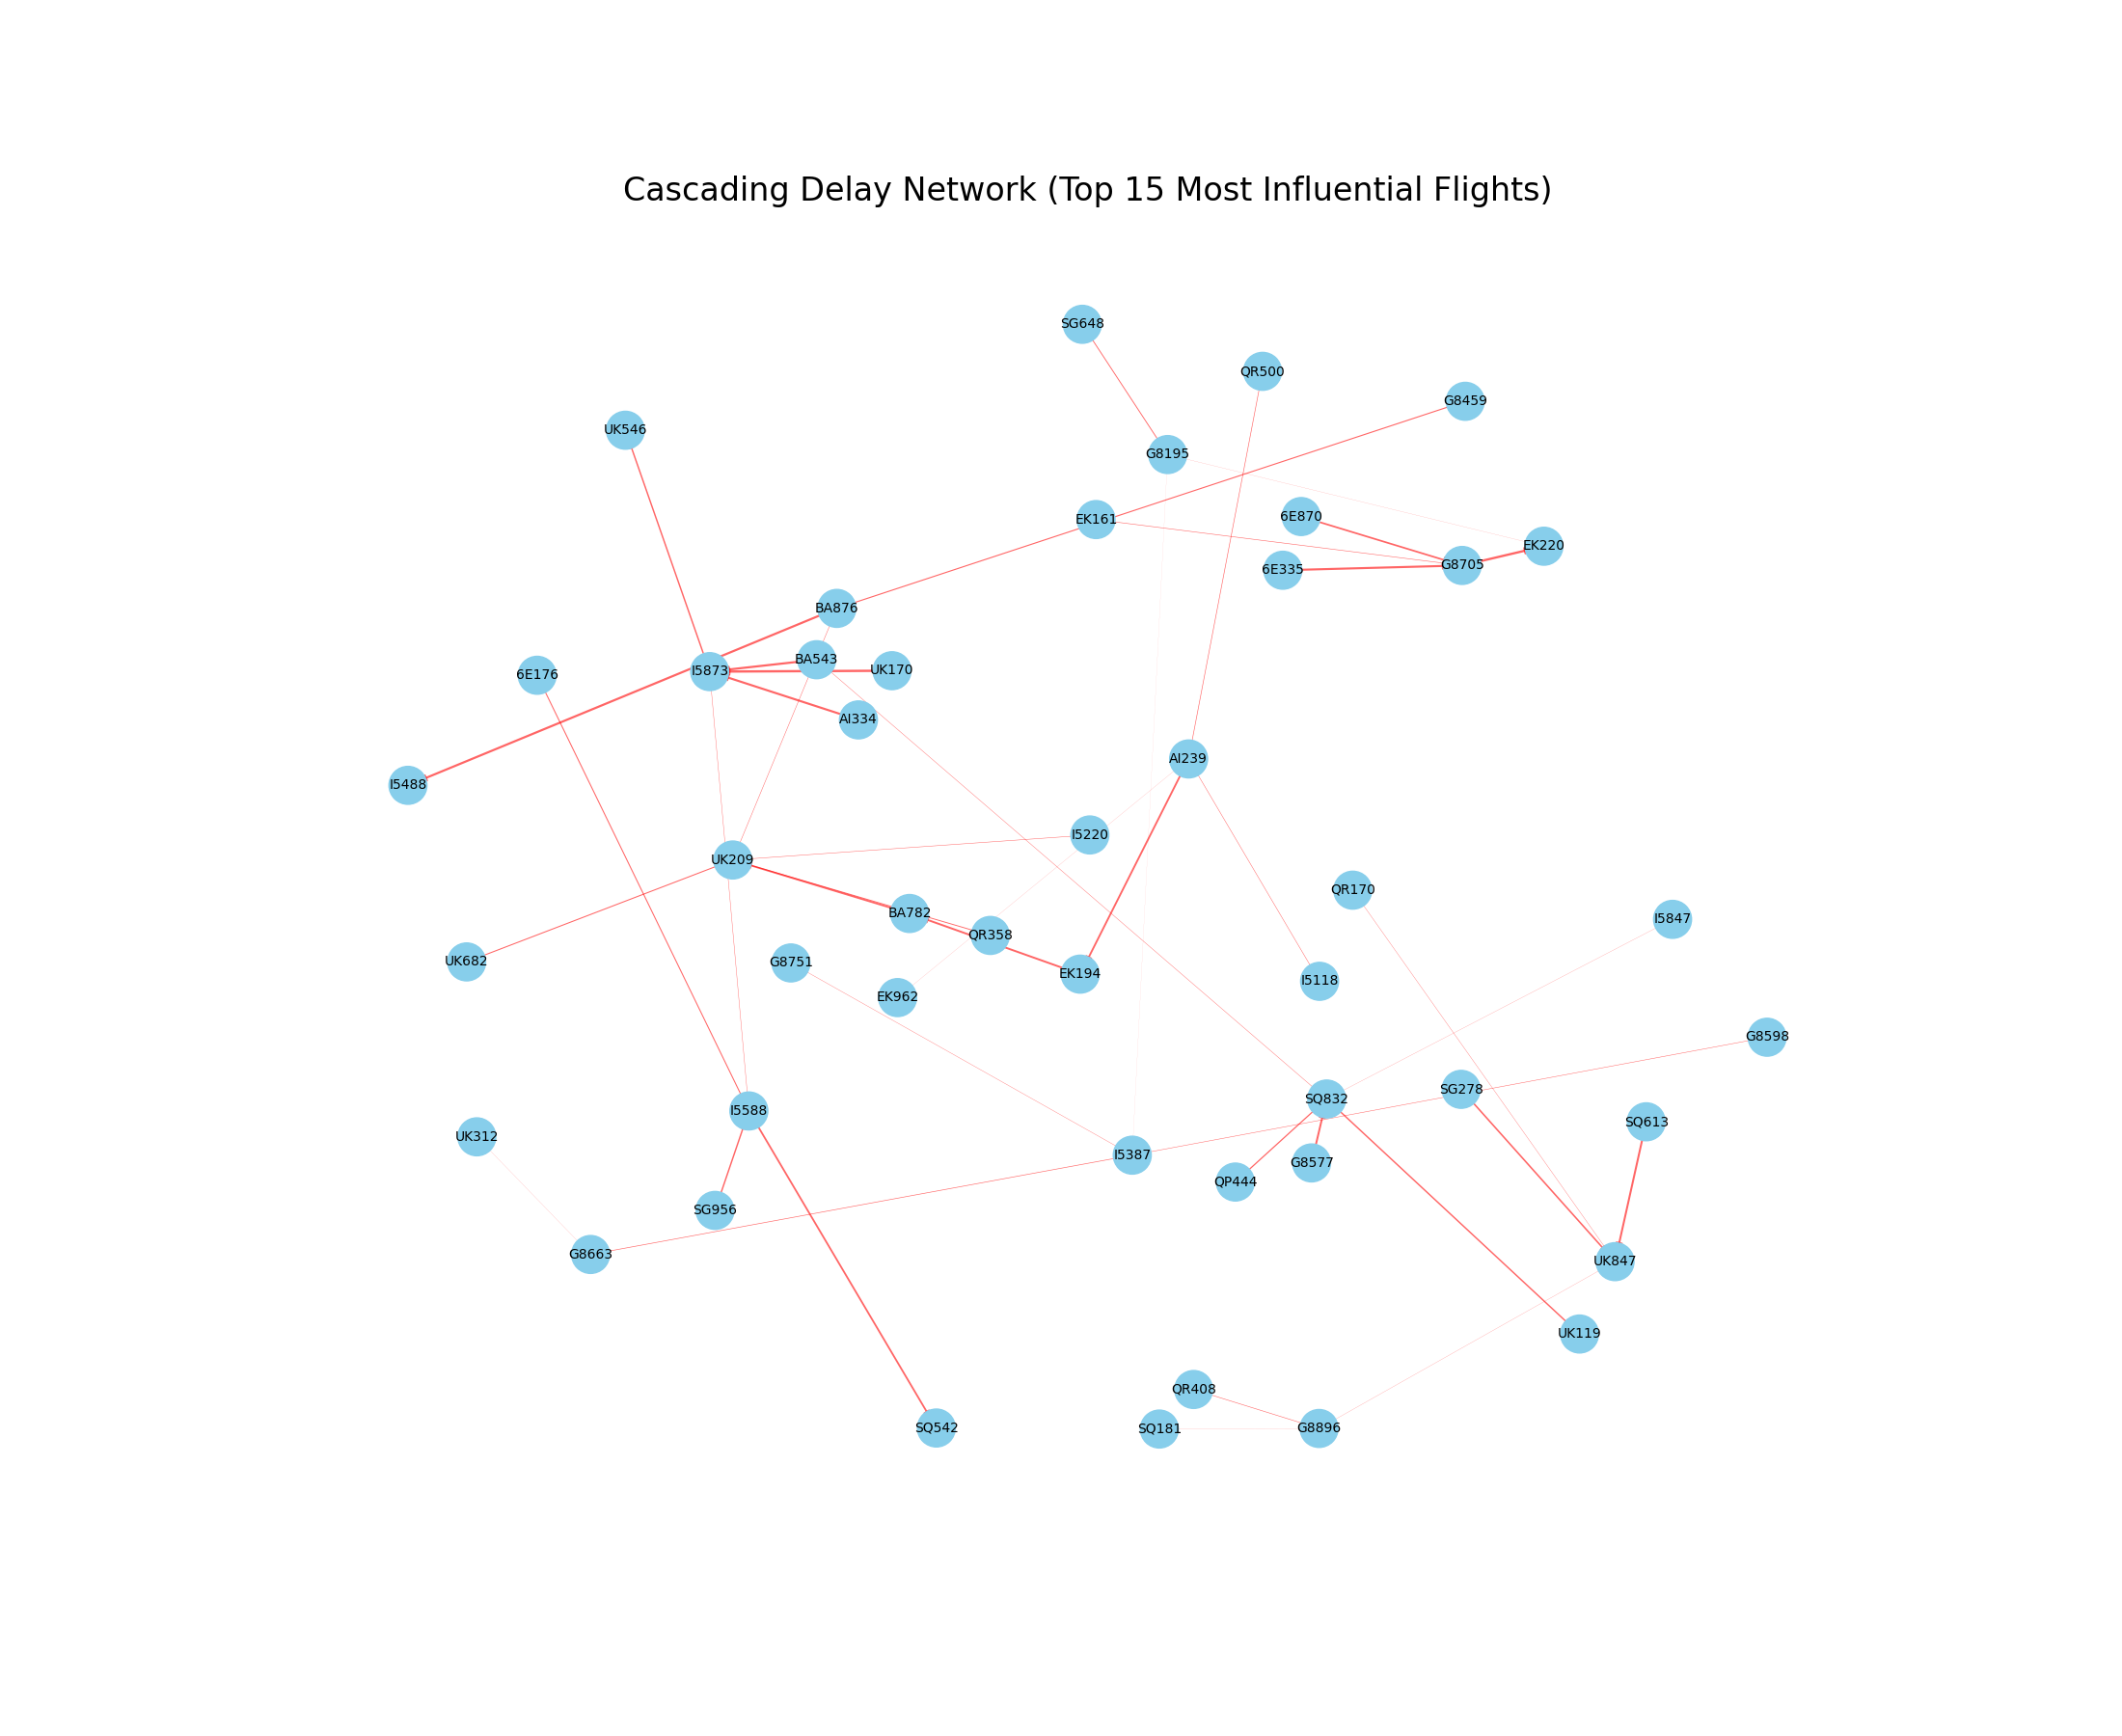 Cascading Delay Network (Top 15 Most Influential Flights)
SG648
QR500
G8459
UK546
G8195
EK161
6E870
EK220
G8705
6E335
BA876
BA543
UK170
I5873
6E176
AI334
AI239
I5488
I5220
UK209
QR170
BA782
I5847
QR358
UK682
G8751
EK194
I5118
EK962
G8598
SG278
SQ832
I5588
SQ613
UK312
I5387
G8577
QP444
SG956
G8663
UK847
UK119
QR408
SQ542
SQ181
G8896